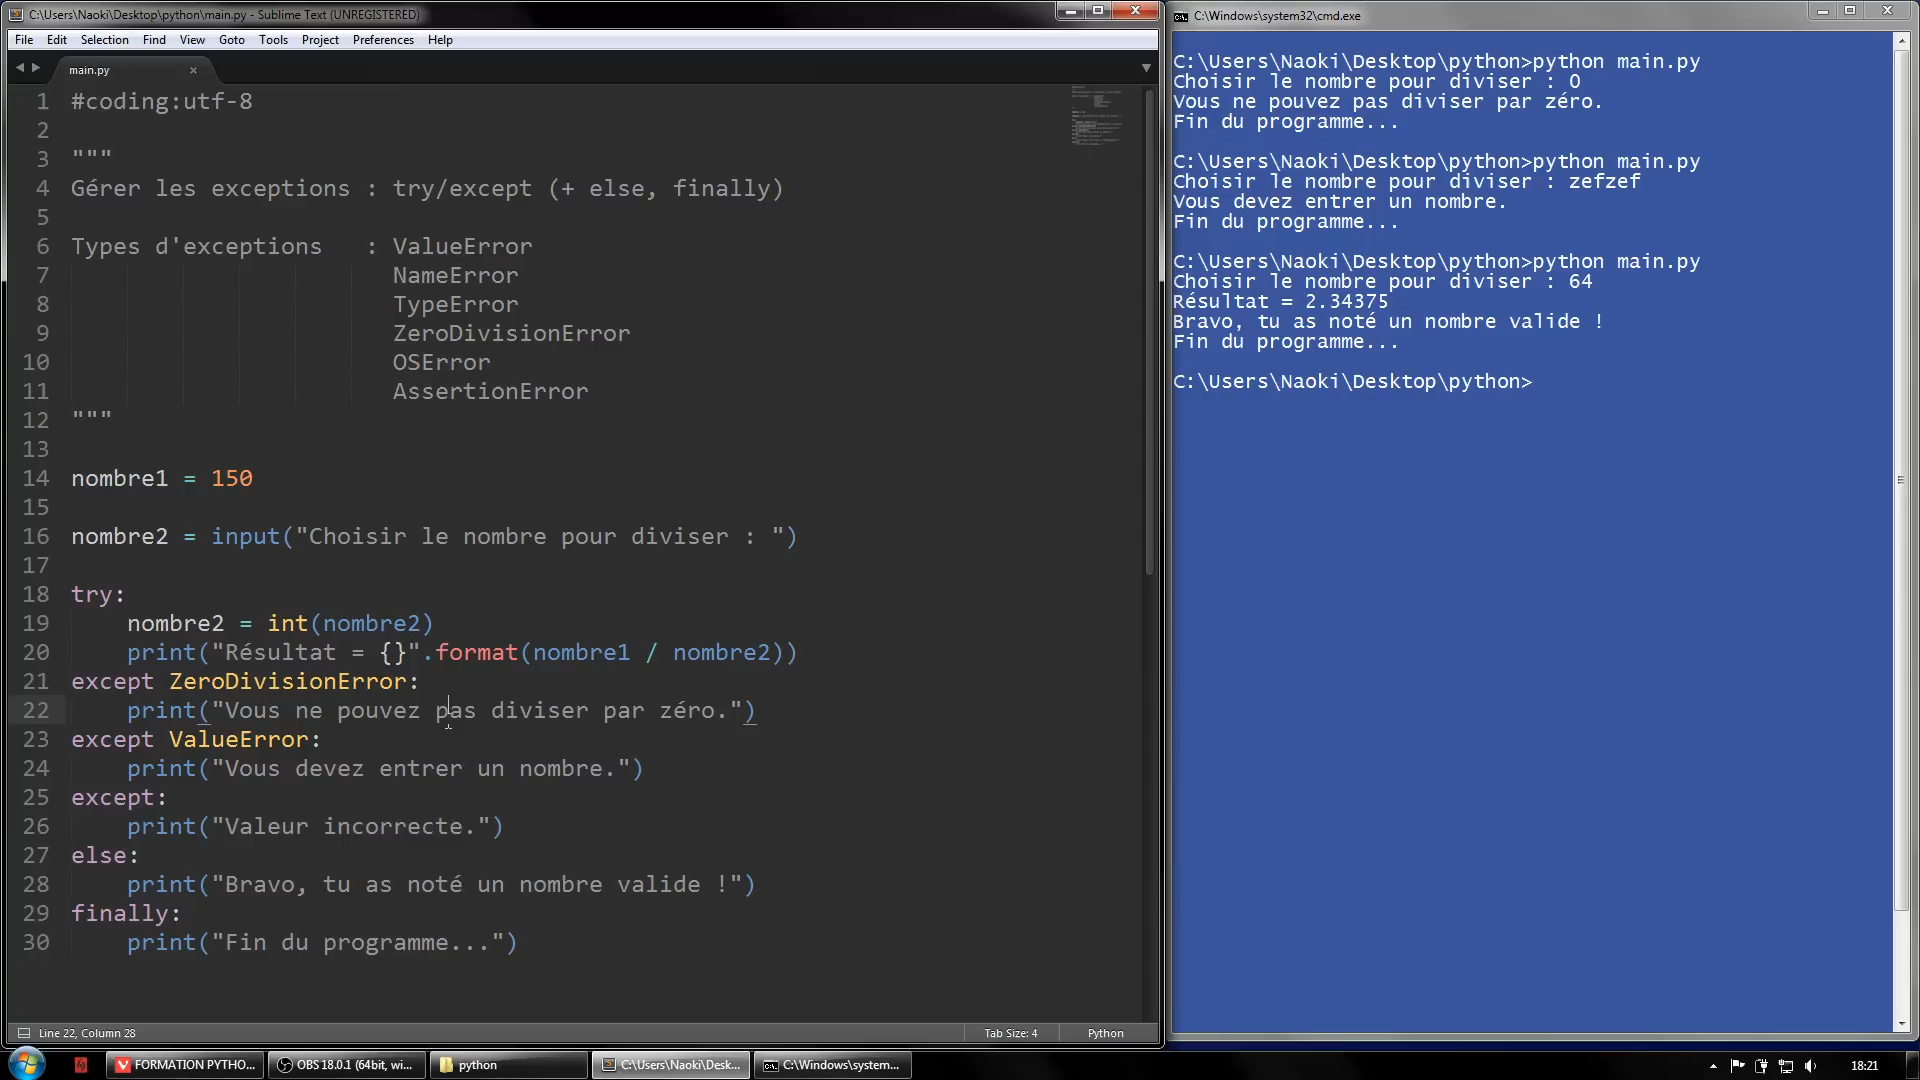 C:\Users\Naoki\Desktop\python\main.py - Sublime Text (UNREGISTERED)
File Edit Selection Find View Goto Tools Project Preferences Help
main.py
1 #coding:utf-8
2
3 """
4 Gérer les exceptions : try/except (+ else, finally)
5
6 Types d'exceptions : ValueError
7 NameError
8 TypeError
9 ZeroDivisionError
10 OSError
11 AssertionError
12 """
13
14 nombre1 = 150
15
16 nombre2 = input("Choisir le nombre pour diviser : ")
17
18 try:
19 nombre2 = int(nombre2)
20 print("Résultat = {}".format(nombre1 / nombre2))
21 except ZeroDivisionError:
22 print("Vous ne pouvez pas diviser par zéro.")
23 except ValueError:
24 print("Vous devez entrer un nombre.")
25 except:
26 print("Valeur incorrecte.")
27 else:
28 print("Bravo, tu as noté un nombre valide !")
29 finally:
30 print("Fin du programme...")
Line 22, Column 28
Tab Size: 4
Python
C:\Windows\system32\cmd.exe
C:\Users\Naoki\Desktop\python>python main.py
Choisir le nombre pour diviser : 0
Vous ne pouvez pas diviser par zéro.
Fin du programme...
C:\Users\Naoki\Desktop\python>python main.py
Choisir le nombre pour diviser : zefzef
Vous devez entrer un nombre.
Fin du programme...
C:\Users\Naoki\Desktop\python>python main.py
Choisir le nombre pour diviser : 64
Résultat = 2.34375
Bravo, tu as noté un nombre valide !
Fin du programme...
C:\Users\Naoki\Desktop\python>
FORMATION PYTHO...
OBS 18.0.1 (64bit, wi...
python
C:\Users\Naoki\Desk...
C:\Windows\system...
18:21